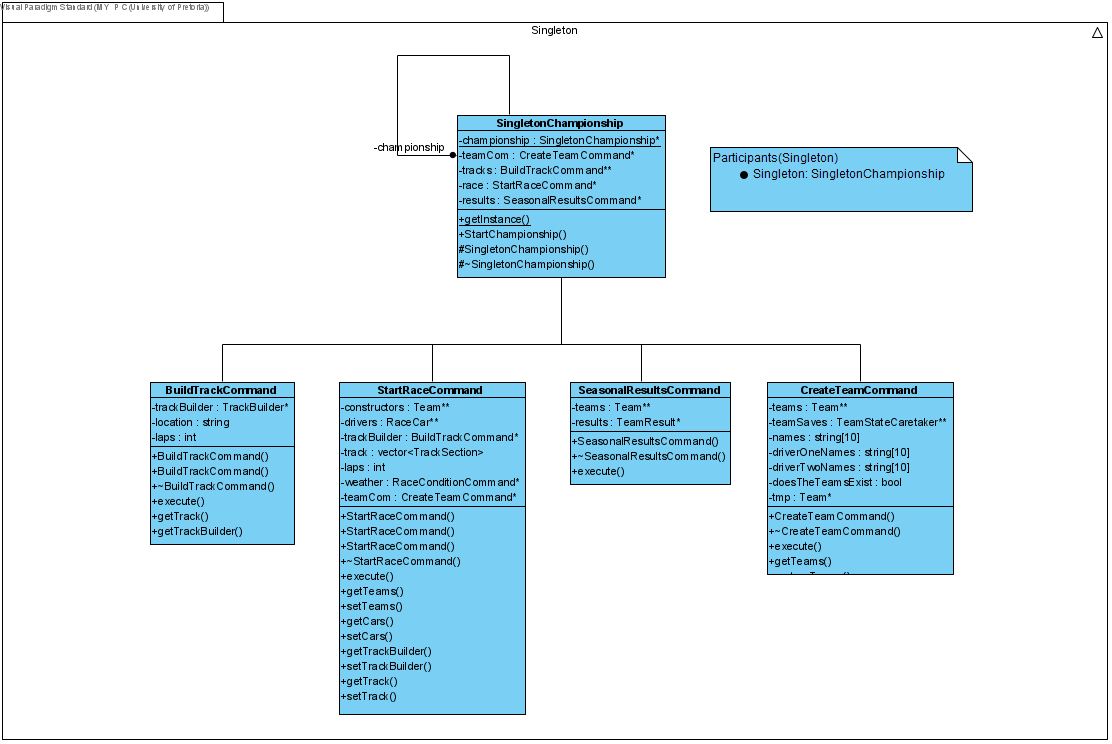 Visual Paradigm Standard (MY P C (University of Pretoria))
Singleton
-championship
SingletonChampionship
-championship : SingletonChampionship*
-teamCom : CreateTeamCommand*
-tracks : BuildTrackCommand**
-race : StartRaceCommand*
-results : SeasonalResultsCommand*
+getInstance()
+StartChampionship()
#SingletonChampionship()
#~SingletonChampionship()
Participants(Singleton)
● Singleton: SingletonChampionship
BuildTrackCommand
-trackBuilder : TrackBuilder*
-location : string
-laps : int
+BuildTrackCommand()
+BuildTrackCommand()
+~BuildTrackCommand()
+execute()
+getTrack()
+getTrackBuilder()
StartRaceCommand
-constructors : Team**
-drivers : RaceCar**
-trackBuilder : BuildTrackCommand*
-track : vector<TrackSection>
-laps : int
-weather : RaceConditionCommand*
-teamCom : CreateTeamCommand*
+StartRaceCommand()
+StartRaceCommand()
+StartRaceCommand()
+~StartRaceCommand()
+execute()
+getTeams()
+setTeams()
+getCars()
+setCars()
+getTrackBuilder()
+setTrackBuilder()
+getTrack()
+setTrack()
SeasonalResultsCommand
-teams : Team**
-results : TeamResult*
+SeasonalResultsCommand()
+~SeasonalResultsCommand()
+execute()
CreateTeamCommand
-teams : Team**
-teamSaves : TeamStateCaretaker**
-names : string[10]
-driverOneNames : string[10]
-driverTwoNames : string[10]
-doesTheTeamsExist : bool
-tmp : Team*
+CreateTeamCommand()
+~CreateTeamCommand()
+execute()
+getTeams()